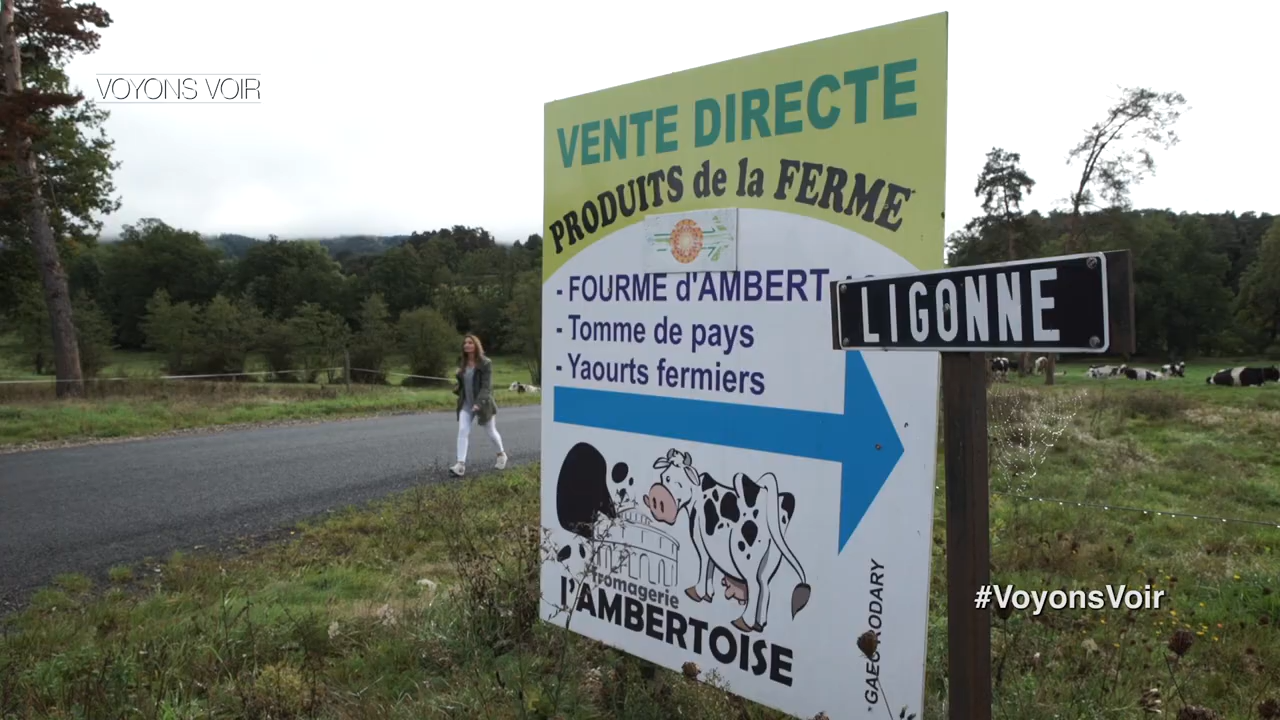 VOYONS VOIR
VENTE DIRECTE
PRODUITS de la FERME
- FOURME d'AMBERT
- Tomme de pays
- Yaourts fermiers
LIGONNE
fromagerie
l'AMBERTOISE
GAEC RODARY
#VoyonsVoir